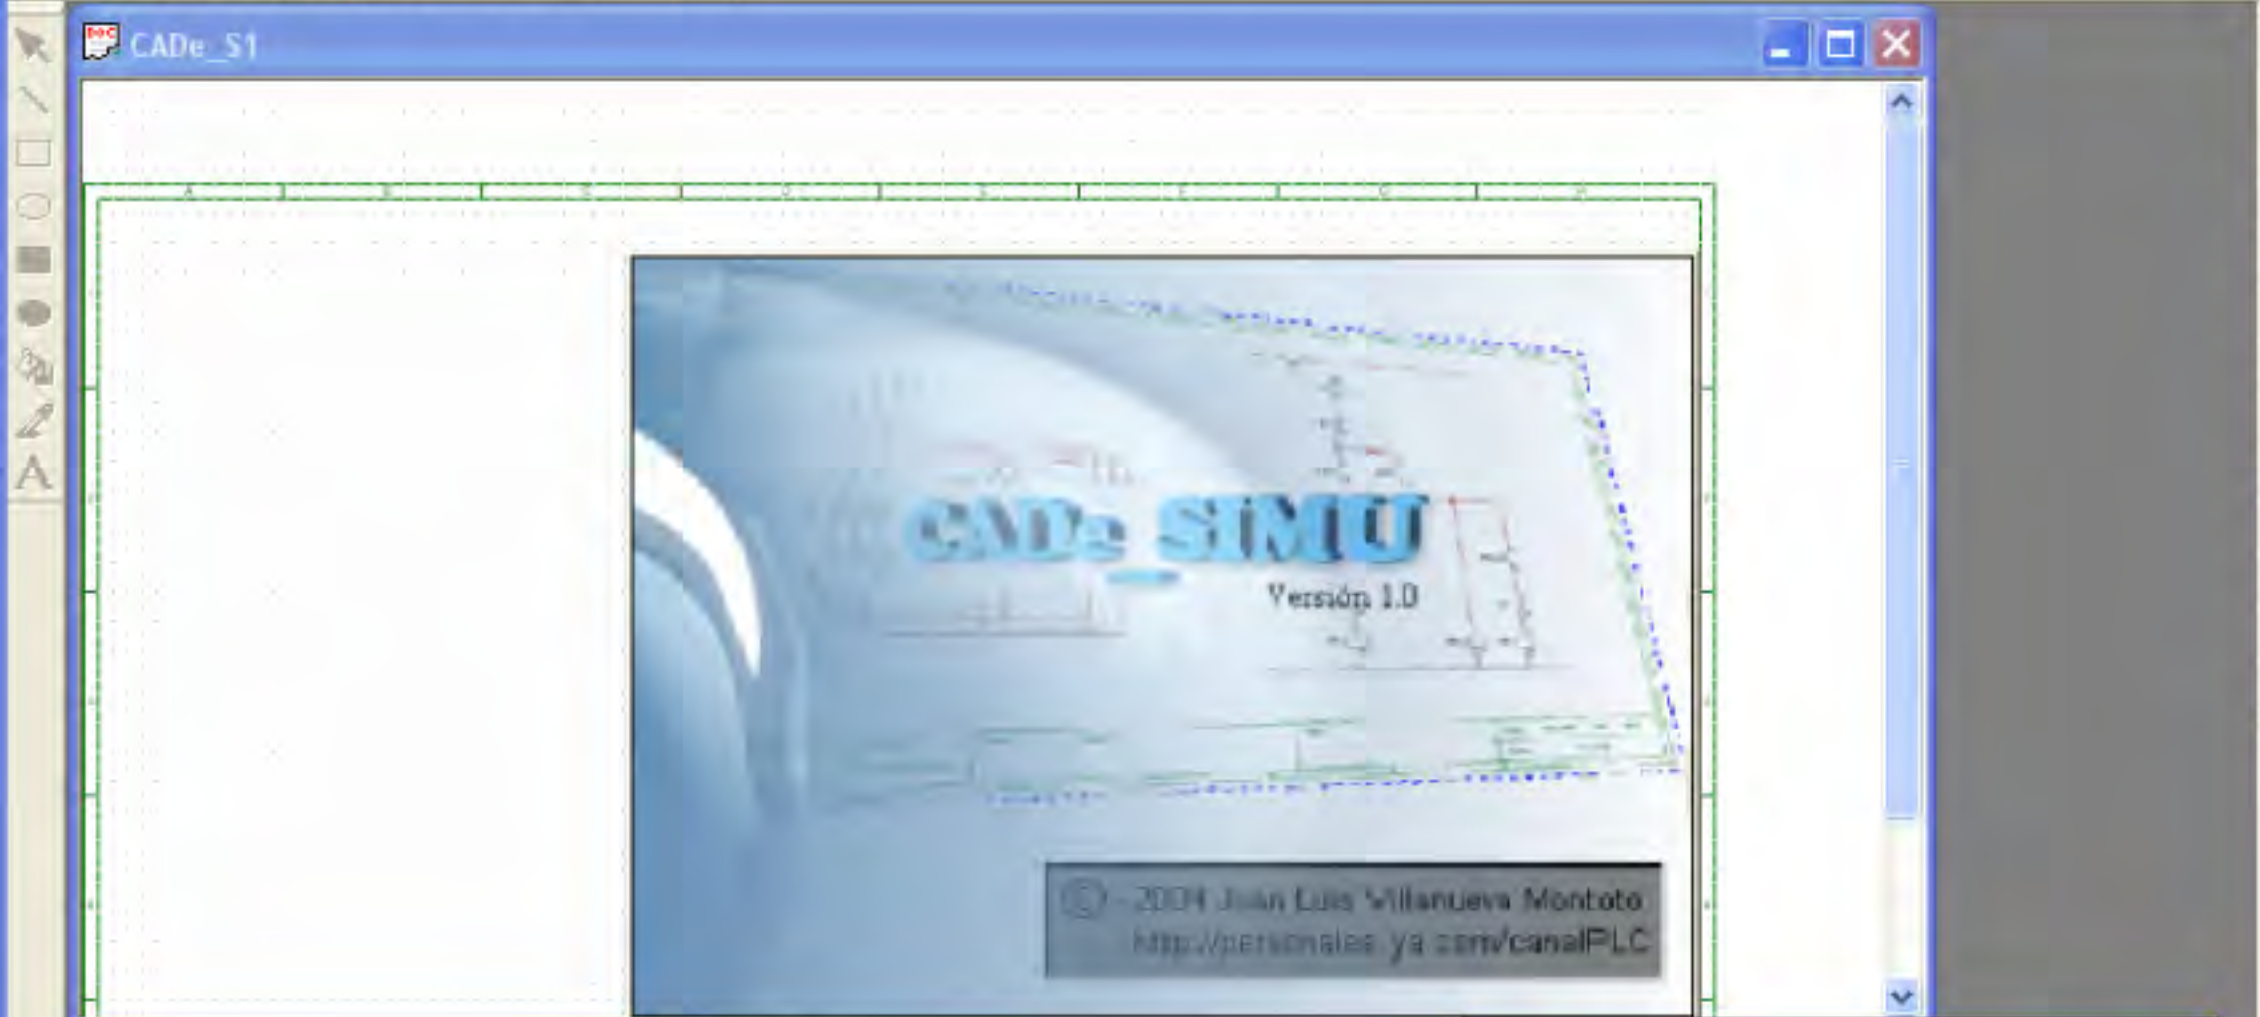 CADe_S1
A
CADe_SIMU
Versión 1.0
© - 2004 Juan Luis Villanueva Montoto
http://personales.ya.com/canalPLC